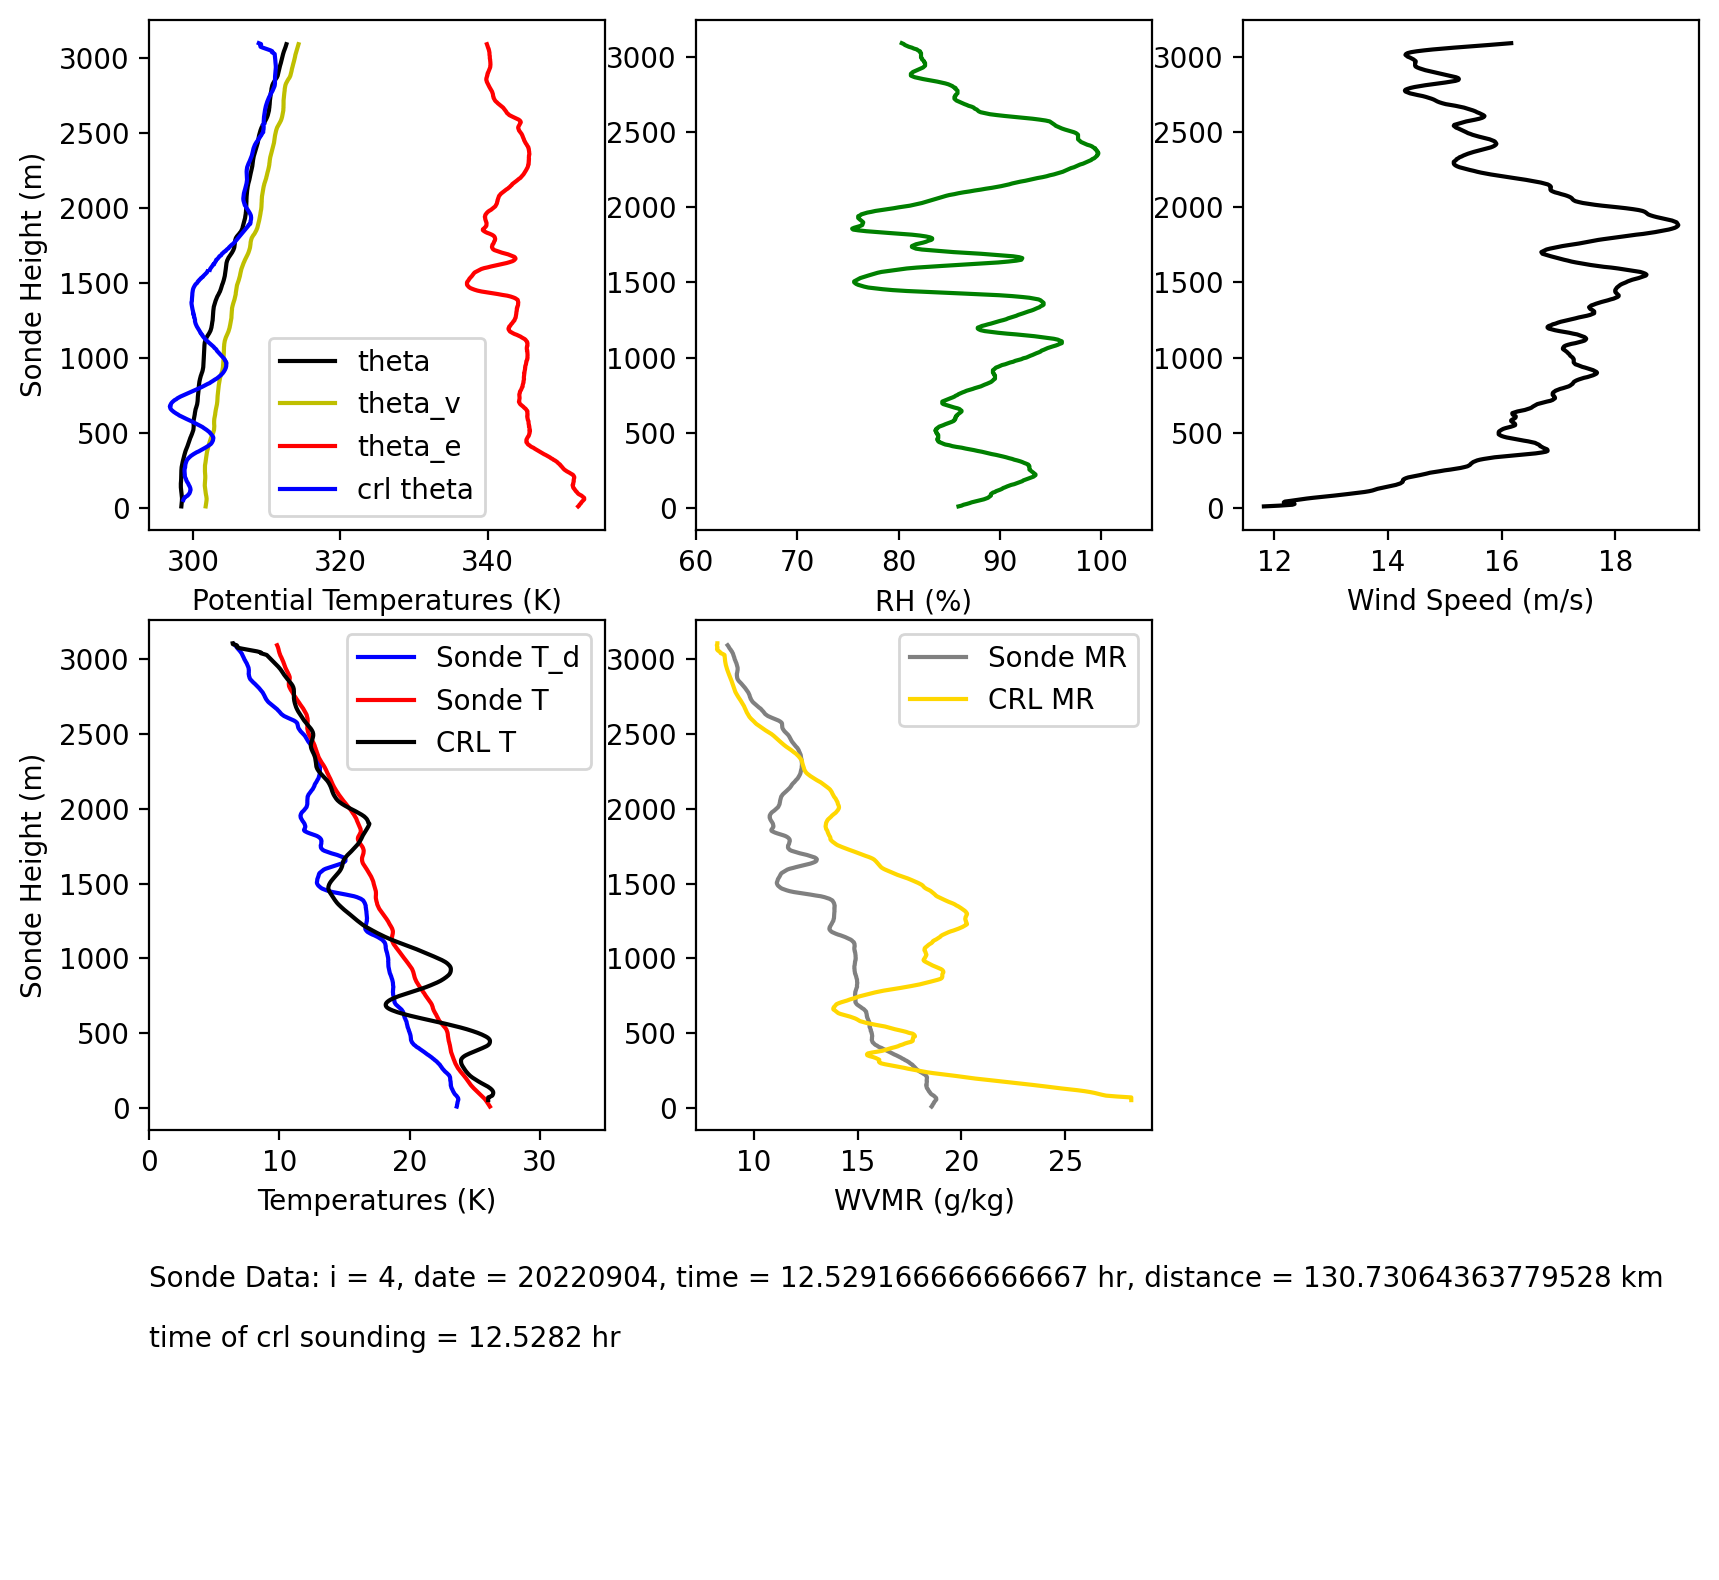 3000
2500
2000
1500
1000
500
0
Sonde Height (m)
300 320 340
Potential Temperatures (K)
theta
theta_v
theta_e
crl theta
3000
2500
2000
1500
1000
500
0
60 70 80 90 100
RH (%)
3000
2500
2000
1500
1000
500
0
12 14 16 18
Wind Speed (m/s)
3000
2500
2000
1500
1000
500
0
Sonde Height (m)
0 10 20 30
Temperatures (K)
Sonde T_d
Sonde T
CRL T
3000
2500
2000
1500
1000
500
0
10 15 20 25
WVMR (g/kg)
Sonde MR
CRL MR
Sonde Data: i = 4, date = 20220904, time = 12.529166666666667 hr, distance = 130.73064363779528 km
time of crl sounding = 12.5282 hr